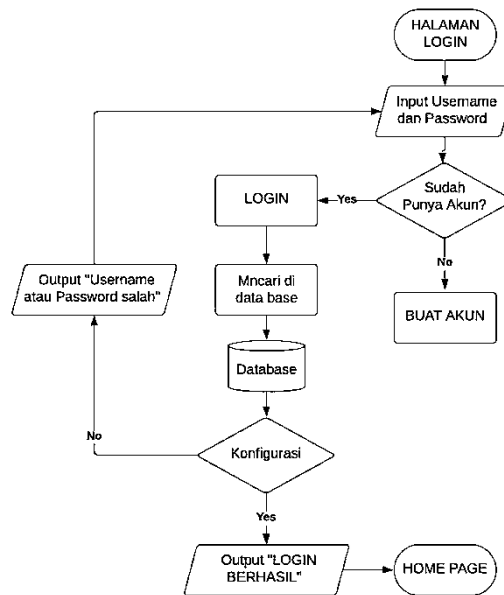 HALAMAN
LOGIN
Input Username
dan Password
Sudah
Punya Akun?
Yes
No
LOGIN
BUAT AKUN
Mncari di
data base
Database
Konfigurasi
No
Output "Username
atau Password salah"
Yes
Output "LOGIN
BERHASIL"
HOME PAGE